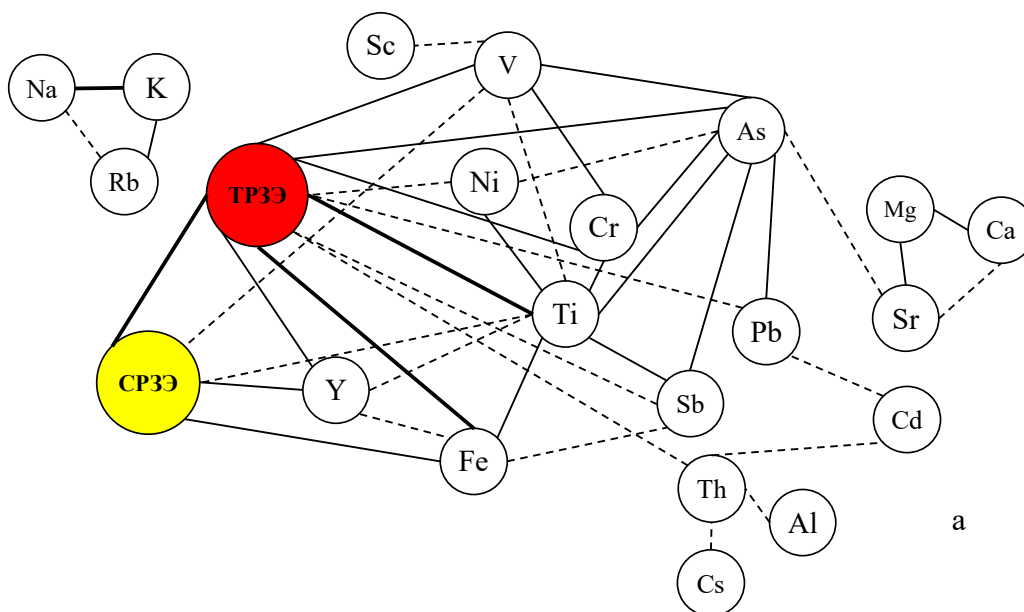 Sc
V
Na
K
As
Rb
ТРЗЭ
Ni
Cr
Mg
Ca
Ti
Pb
Sr
СРЗЭ
Y
Sb
Cd
Fe
Th
Al
a
Cs